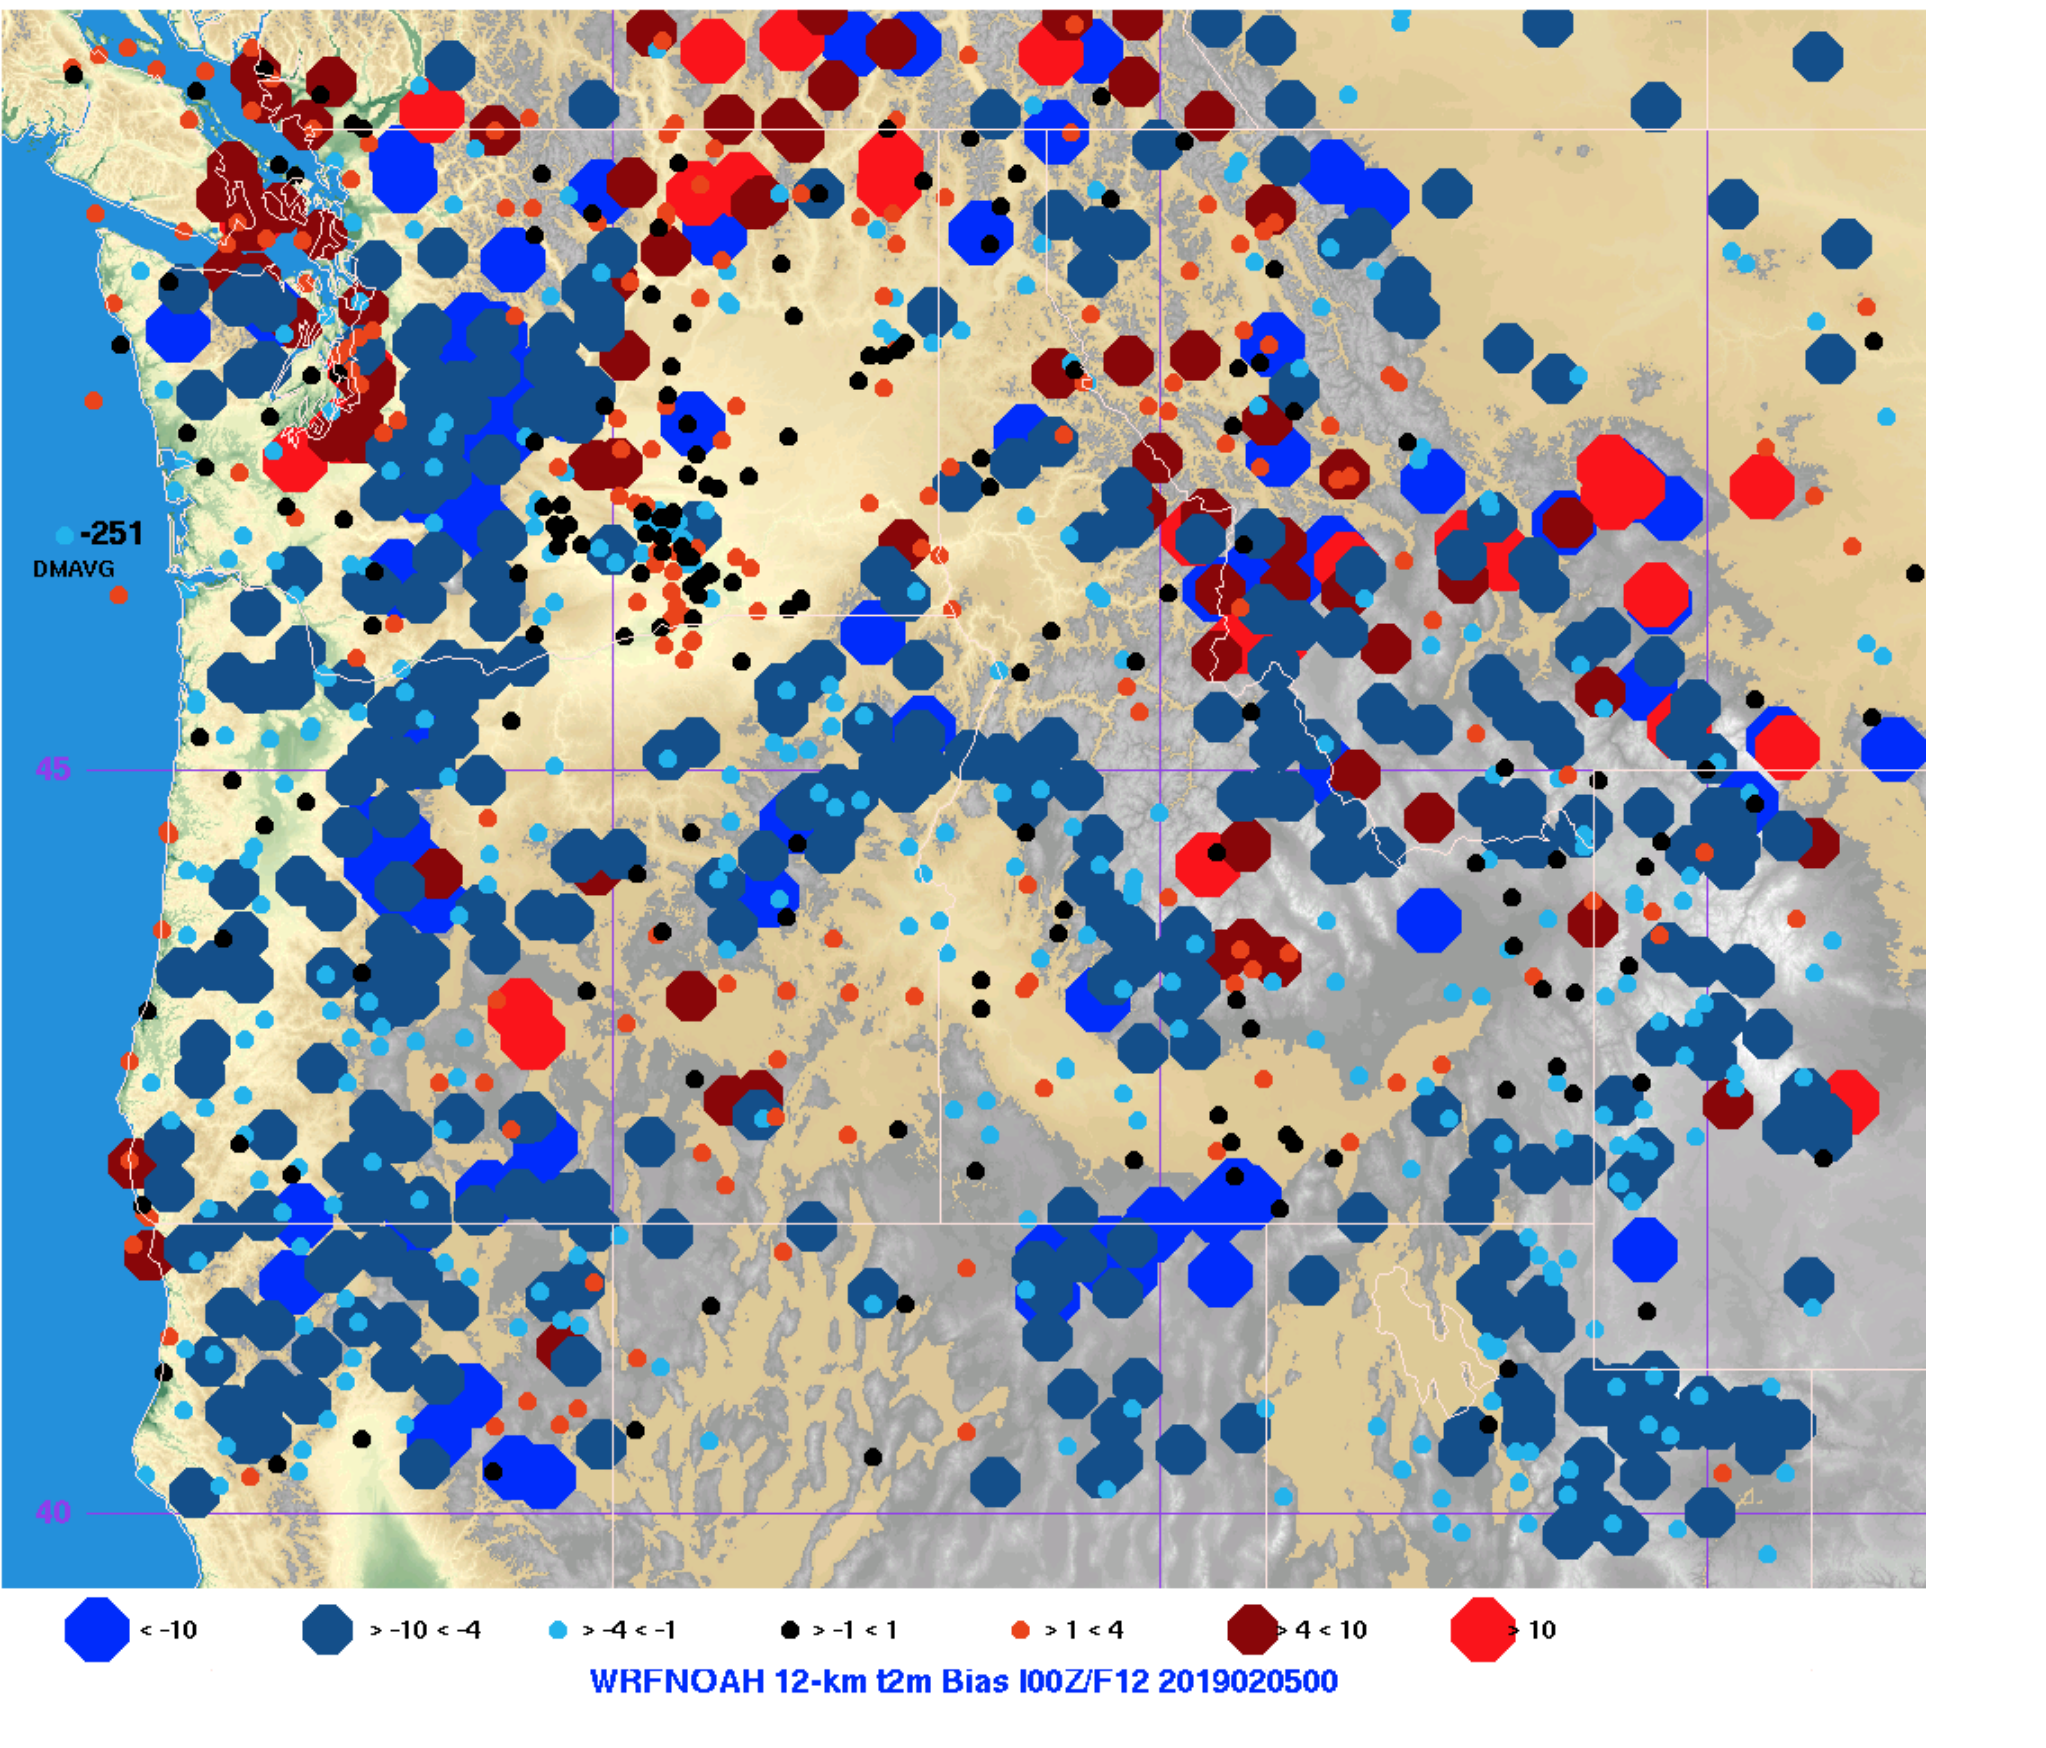 -251
DMAVG
45
40
< -10 > -10 < -4 > -4 < -1 > -1 < 1 > 1 < 4 > 4 < 10 > 10
WRFNOAH 12-km t2m Bias I00Z/F12 2019020500